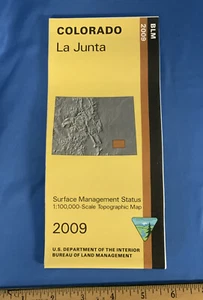 COLORADO
La Junta
BLM
2009
Surface Management Status
1:100,000-Scale Topographic Map
2009
U.S. DEPARTMENT OF THE INTERIOR
BUREAU OF LAND MANAGEMENT